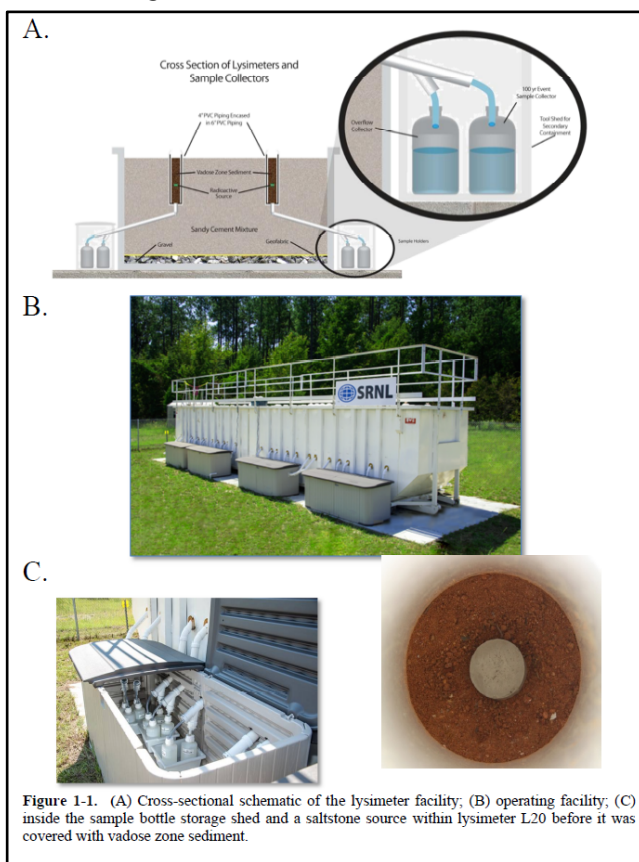 A.
Cross Section of Lysimeters and
Sample Collectors
4" PVC Piping Encased
in 6" PVC Piping
Vadose Zone Sediment
Radioactive
Source
Sandy Cement Mixture
Gravel
Geofabric
Sample Holders
Overflow
Collector
100 yr Event
Sample Collector
Tool Shed for
Secondary
Containment
B.
SRNL
C.
Figure 1-1. (A) Cross-sectional schematic of the lysimeter facility; (B) operating facility; (C)
inside the sample bottle storage shed and a saltstone source within lysimeter L20 before it was
covered with vadose zone sediment.